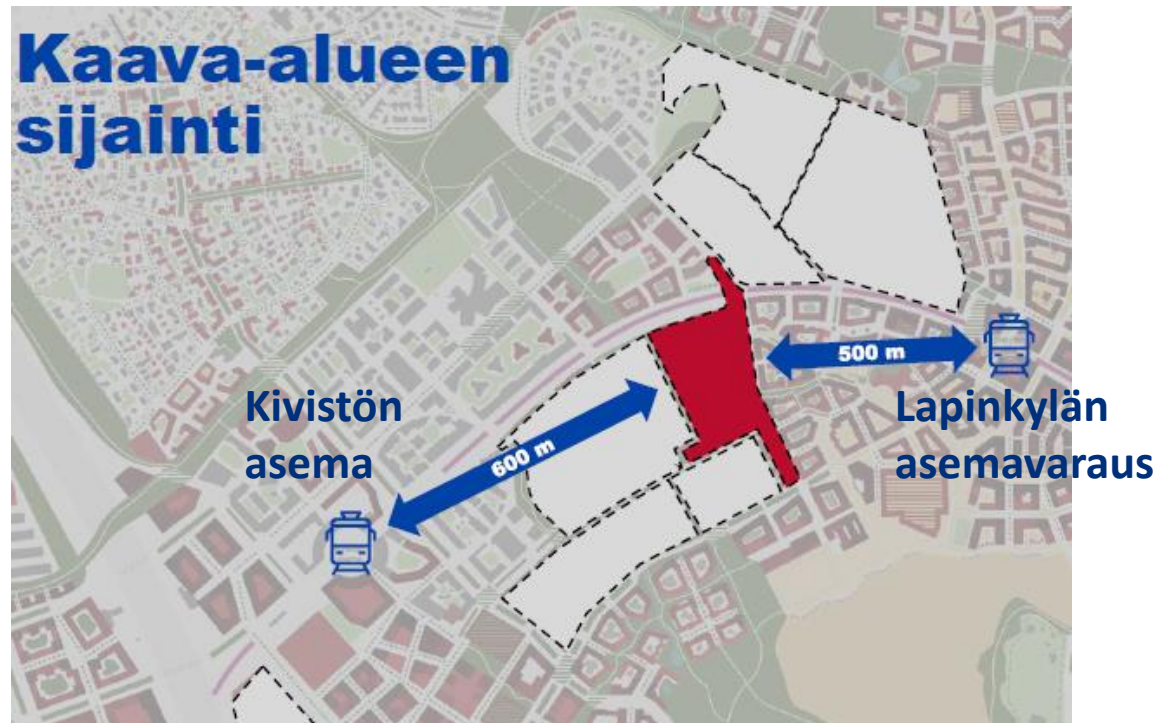 Kaava-alueen
sijainti
500 m
Kivistön
asema
600 m
Lapinkylän
asemavaraus